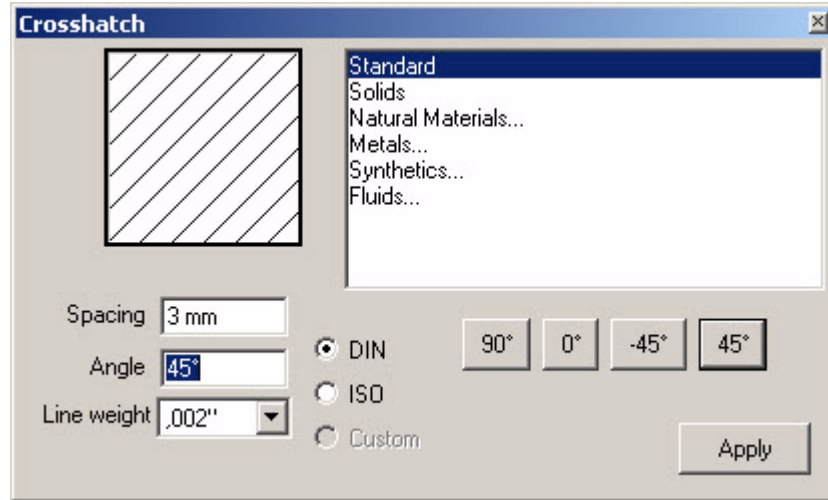 Crosshatch
Standard
Solids
Natural Materials...
Metals...
Synthetics...
Fluids...
Spacing 3 mm
Angle 45°
Line weight ,002"
DIN
ISO
Custom
90° 0° -45° 45°
Apply